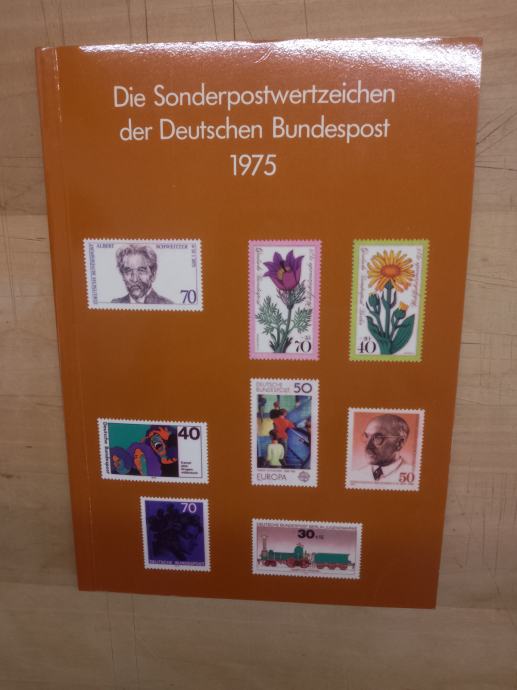 Die Sonderpostwertzeichen
der Deutschen Bundespost
1975
ALBERT SCHWEITZER
70
70
40
DEUTSCHE 50
BUNDESPOST
EUROPA
40
Deutsche Bundespost
50
70
DEUTSCHE BUNDESPOST
30